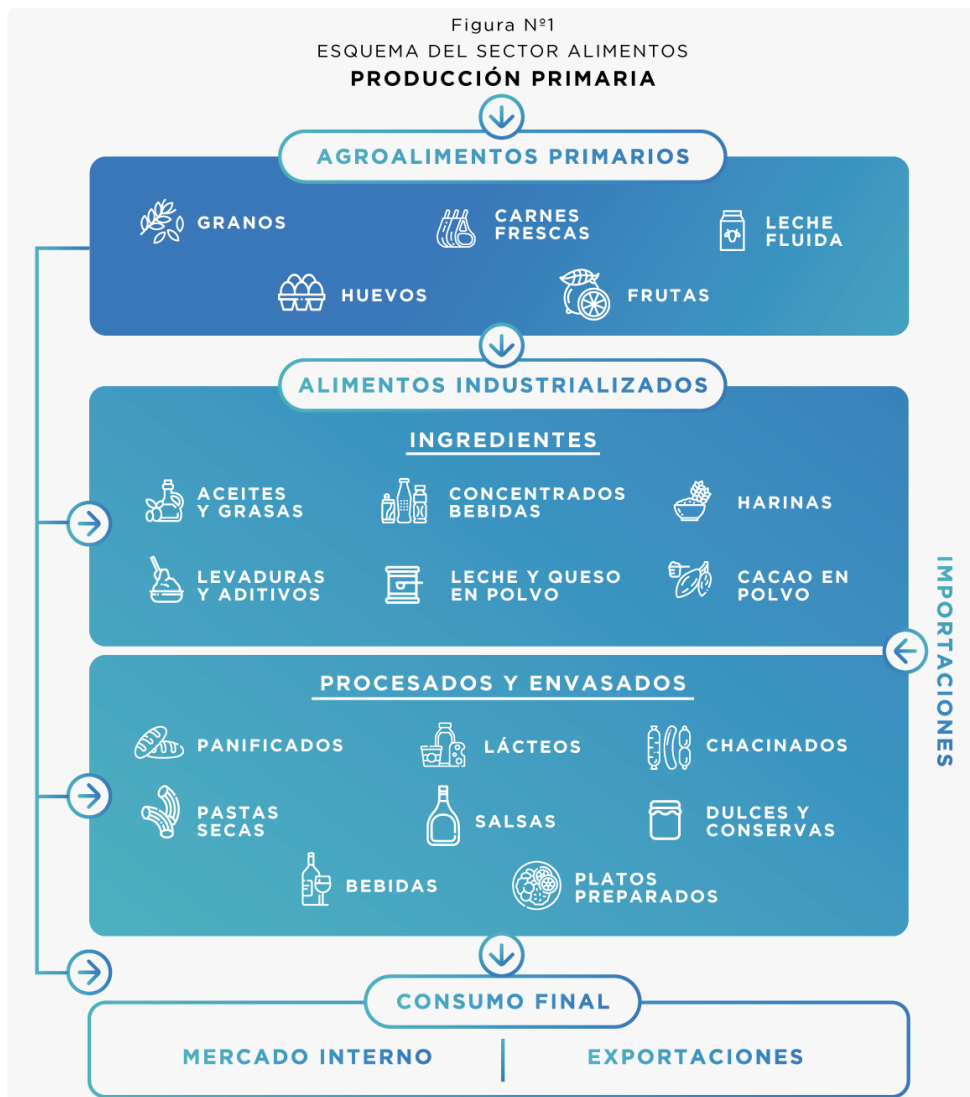 Figura Nº1
ESQUEMA DEL SECTOR ALIMENTOS
PRODUCCIÓN PRIMARIA
AGROALIMENTOS PRIMARIOS
GRANOS
CARNES
FRESCAS
LECHE
FLUIDA
HUEVOS
FRUTAS
ALIMENTOS INDUSTRIALIZADOS
INGREDIENTES
ACEITES
Y GRASAS
CONCENTRADOS
BEBIDAS
HARINAS
LEVADURAS
Y ADITIVOS
LECHE Y QUESO
EN POLVO
CACAO EN
POLVO
IMPORTACIONES
PROCESADOS Y ENVASADOS
PANIFICADOS
LÁCTEOS
CHACINADOS
PASTAS
SECAS
SALSAS
DULCES Y
CONSERVAS
BEBIDAS
PLATOS
PREPARADOS
CONSUMO FINAL
MERCADO INTERNO
EXPORTACIONES